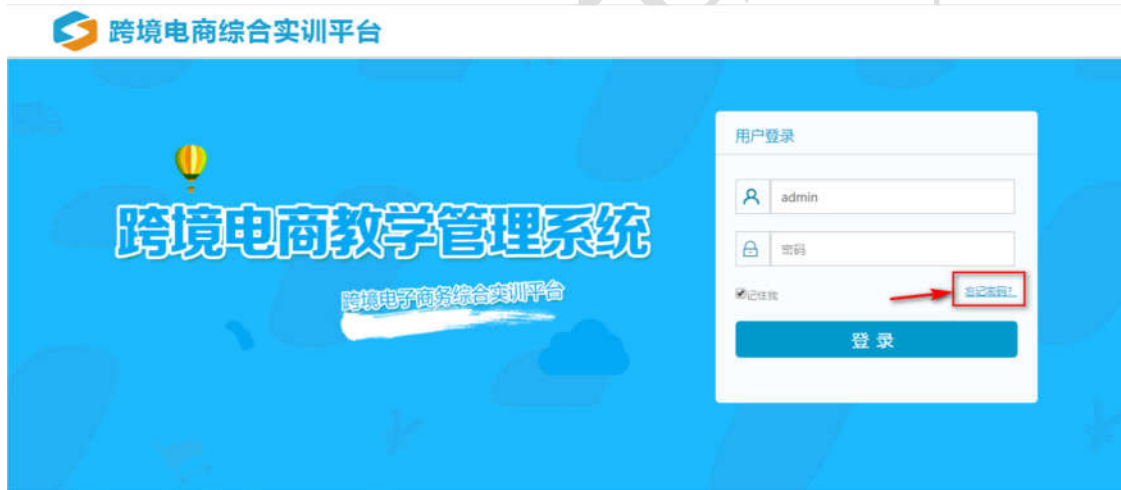 跨境电商综合实训平台
用户登录
admin
跨境电商教学管理系统
密码
跨境电子商务综合实训平台
记住我
忘记密码？
登 录